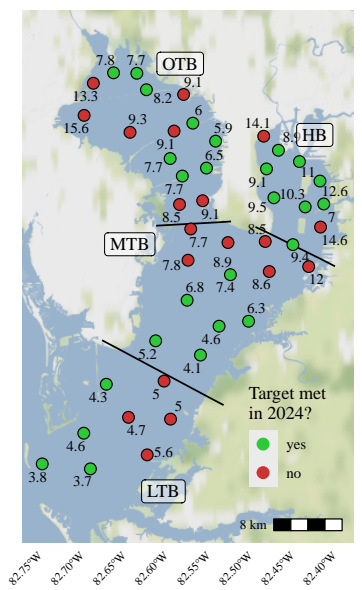 7.8 7.7
OTB
13.3 8.2 9.1
15.6 9.3 6 14.1
9.1 5.9 8.9 HB
7.7 6.5 9.1 11
7.7 10.3 12.6
8.5 9.1 9.5 7
MTB 7.7 8.5 14.6
7.8 8.9 9.4
7.4 8.6 12
6.8
4.6 6.3
5.2 4.1
4.3 5
4.7 5
4.6
3.8 3.7 5.6
LTB
Target met
in 2024?
yes
no
8 km
82.75°W 82.70°W 82.65°W 82.60°W 82.55°W 82.50°W 82.45°W 82.40°W